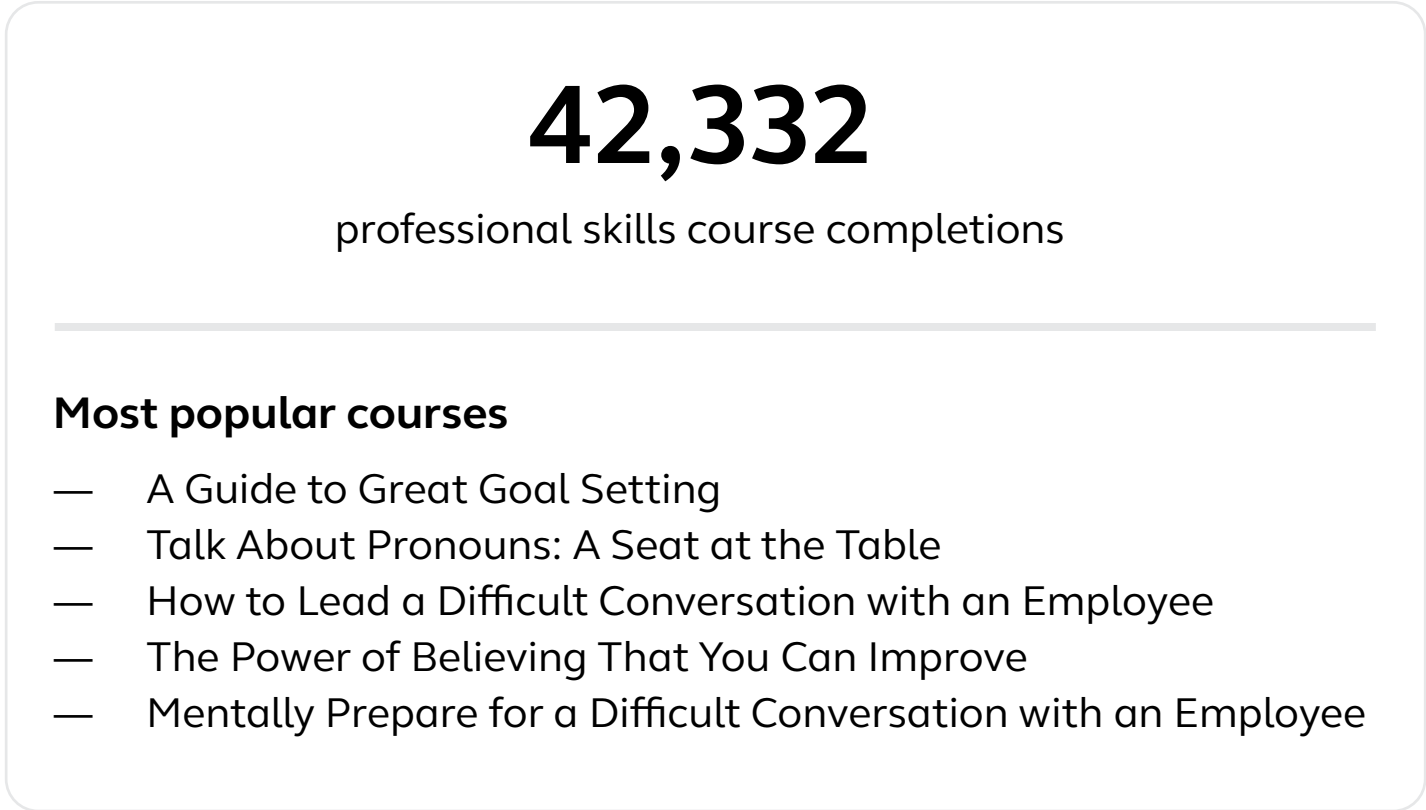 42,332
professional skills course completions
Most popular courses
— A Guide to Great Goal Setting
— Talk About Pronouns: A Seat at the Table
— How to Lead a Difficult Conversation with an Employee
— The Power of Believing That You Can Improve
— Mentally Prepare for a Difficult Conversation with an Employee